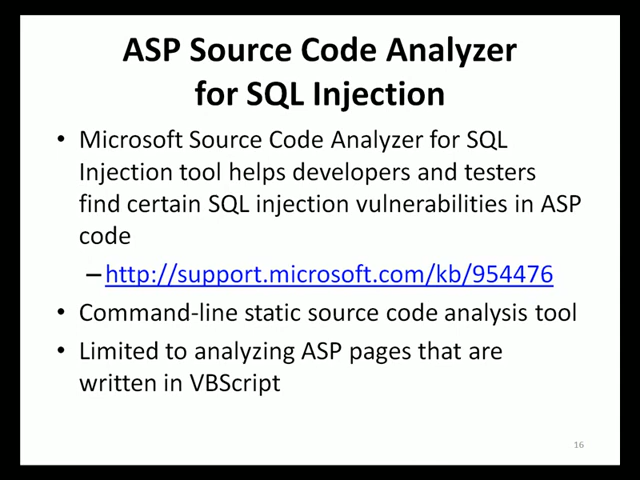 ASP Source Code Analyzer
for SQL Injection
• Microsoft Source Code Analyzer for SQL
Injection tool helps developers and testers
find certain SQL injection vulnerabilities in ASP
code
–http://support.microsoft.com/kb/954476
• Command-line static source code analysis tool
• Limited to analyzing ASP pages that are
written in VBScript
16